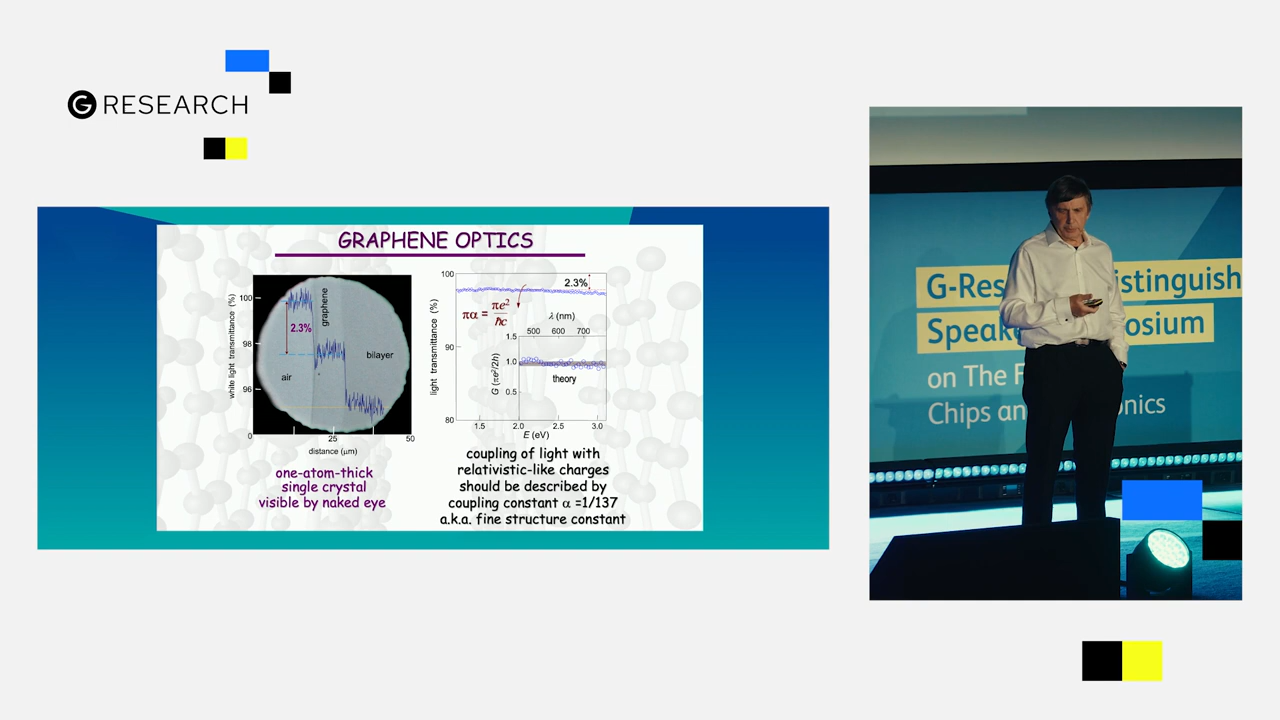 G RESEARCH
GRAPHENE OPTICS
white light transmittance (%)
100
98
96
0
25
50
distance (μm)
2.3%
graphene
air
bilayer
one-atom-thick
single crystal
visible by naked eye
light transmittance (%)
100
90
80
1.5
2.0
2.5
3.0
E (eV)
2.3%
πα = πe²/ħc
λ (nm)
500 600 700
G (πe²/2h)
1.5
1.0
0.5
theory
coupling of light with
relativistic-like charges
should be described by
coupling constant α =1/137
a.k.a. fine structure constant
G-Res istinguish
Speak osium
on The F
Chips an onics